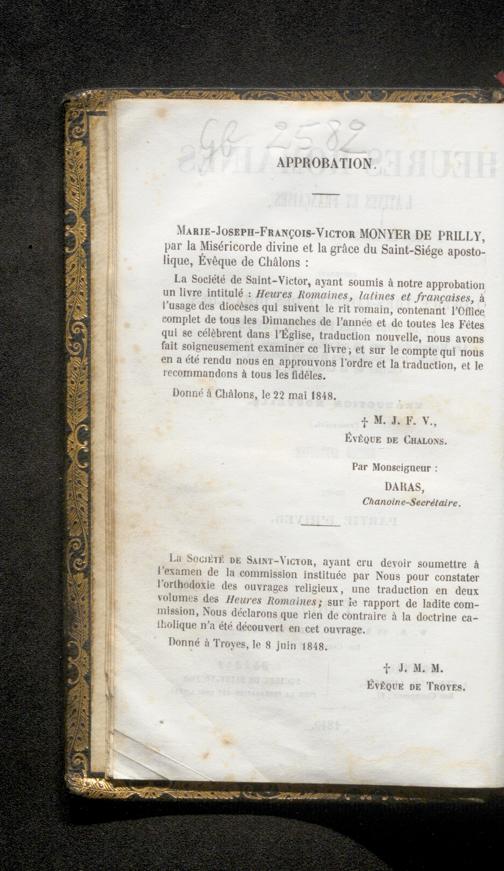 Gb 2582
APPROBATION.
MARIE-JOSEPH-FRANÇOIS-VICTOR MONYER DE PRILLY,
par la Miséricorde divine et la grâce du Saint-Siége aposto-
lique, Évêque de Châlons :
La Société de Saint-Victor, ayant soumis à notre approbation
un livre intitulé : Heures Romaines, latines et françaises, à
l'usage des diocèses qui suivent le rit romain, contenant l'Office
complet de tous les Dimanches de l'année et de toutes les Fêtes
qui se célèbrent dans l'Église, traduction nouvelle, nous avons
fait soigneusement examiner ce livre; et sur le compte qui nous
en a été rendu nous en approuvons l'ordre et la traduction, et le
recommandons à tous les fidéles.
Donné à Châlons, le 22 mai 1848.
† M. J. F. V.,
ÉVÊQUE DE CHALONS.
Par Monseigneur :
DARAS,
Chanoine-Secrétaire.
LA SOCIÉTÉ DE SAINT-VICTOR, ayant cru devoir soumettre à
l'examen de la commission instituée par Nous pour constater
l'orthodoxie des ouvrages religieux, une traduction en deux
volumes des Heures Romaines; sur le rapport de ladite com-
mission, Nous déclarons que rien de contraire à la doctrine ca-
tholique n'a été découvert en cet ouvrage.
Donné à Troyes, le 8 juin 1848.
† J. M. M.
ÉVÊQUE DE TROYES.